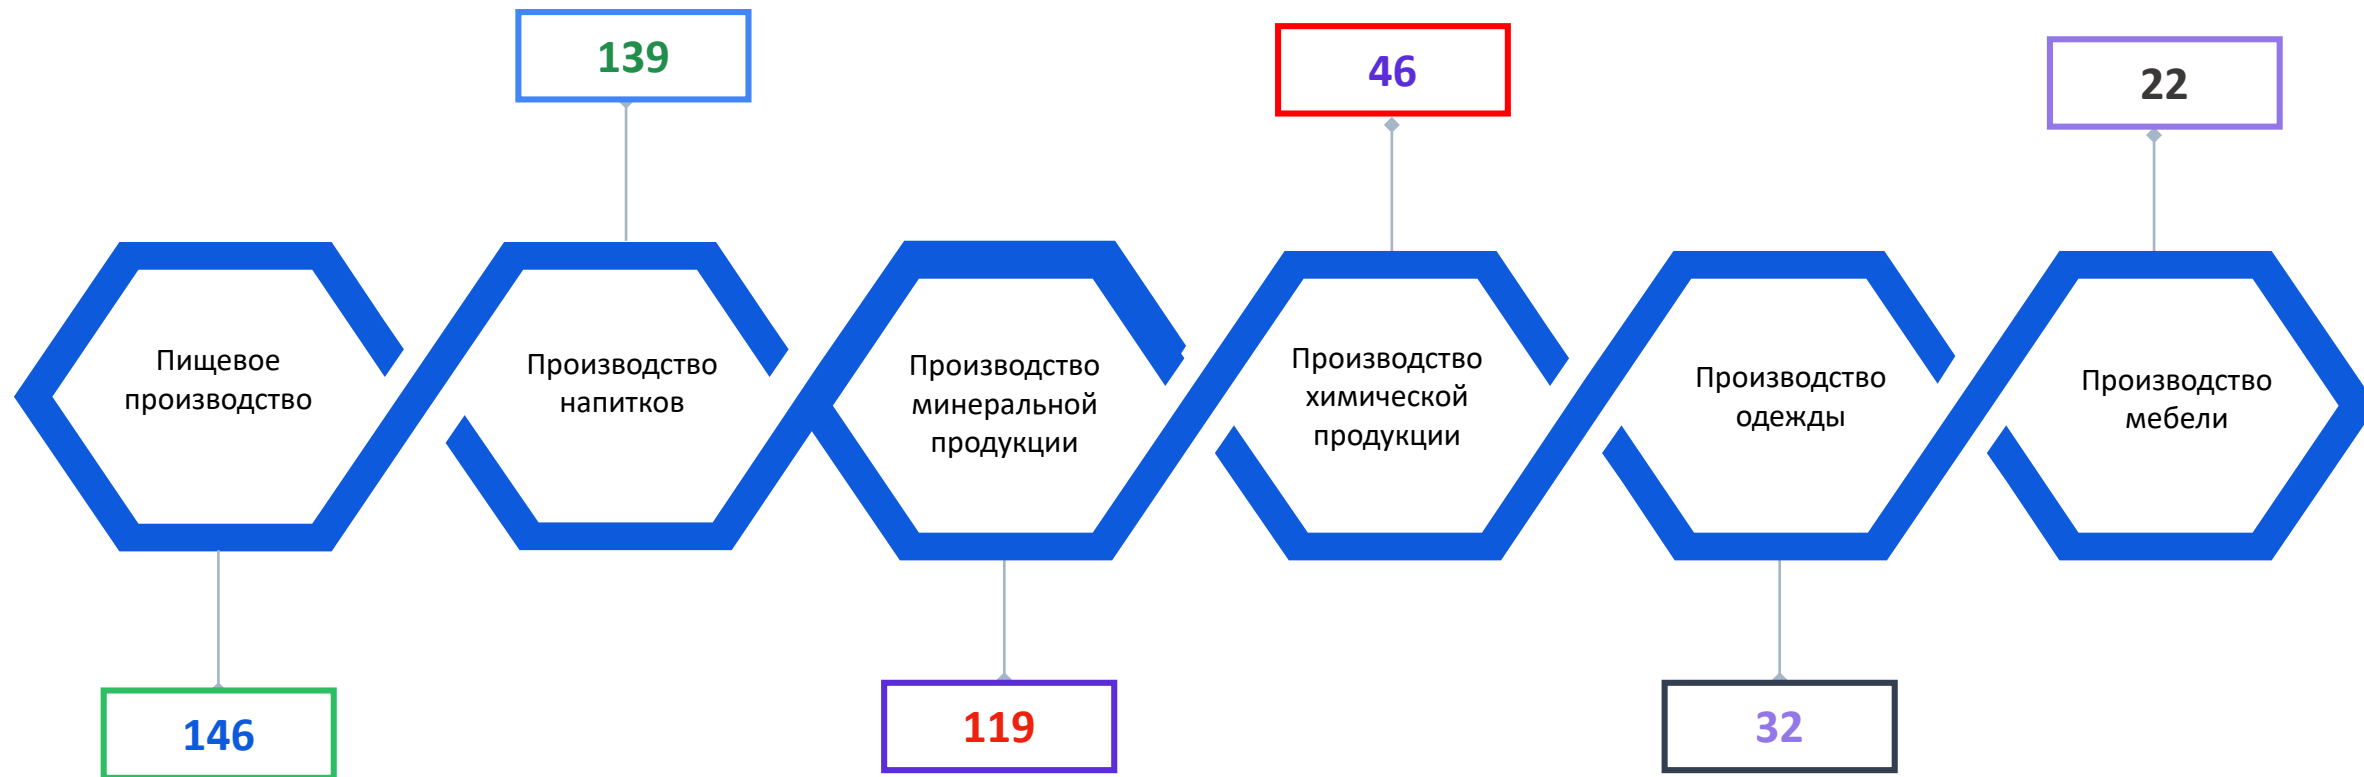 139
46
22
Пищевое
производство
Производство
напитков
Производство
минеральной
продукции
Производство
химической
продукции
Производство
одежды
Производство
мебели
146
119
32